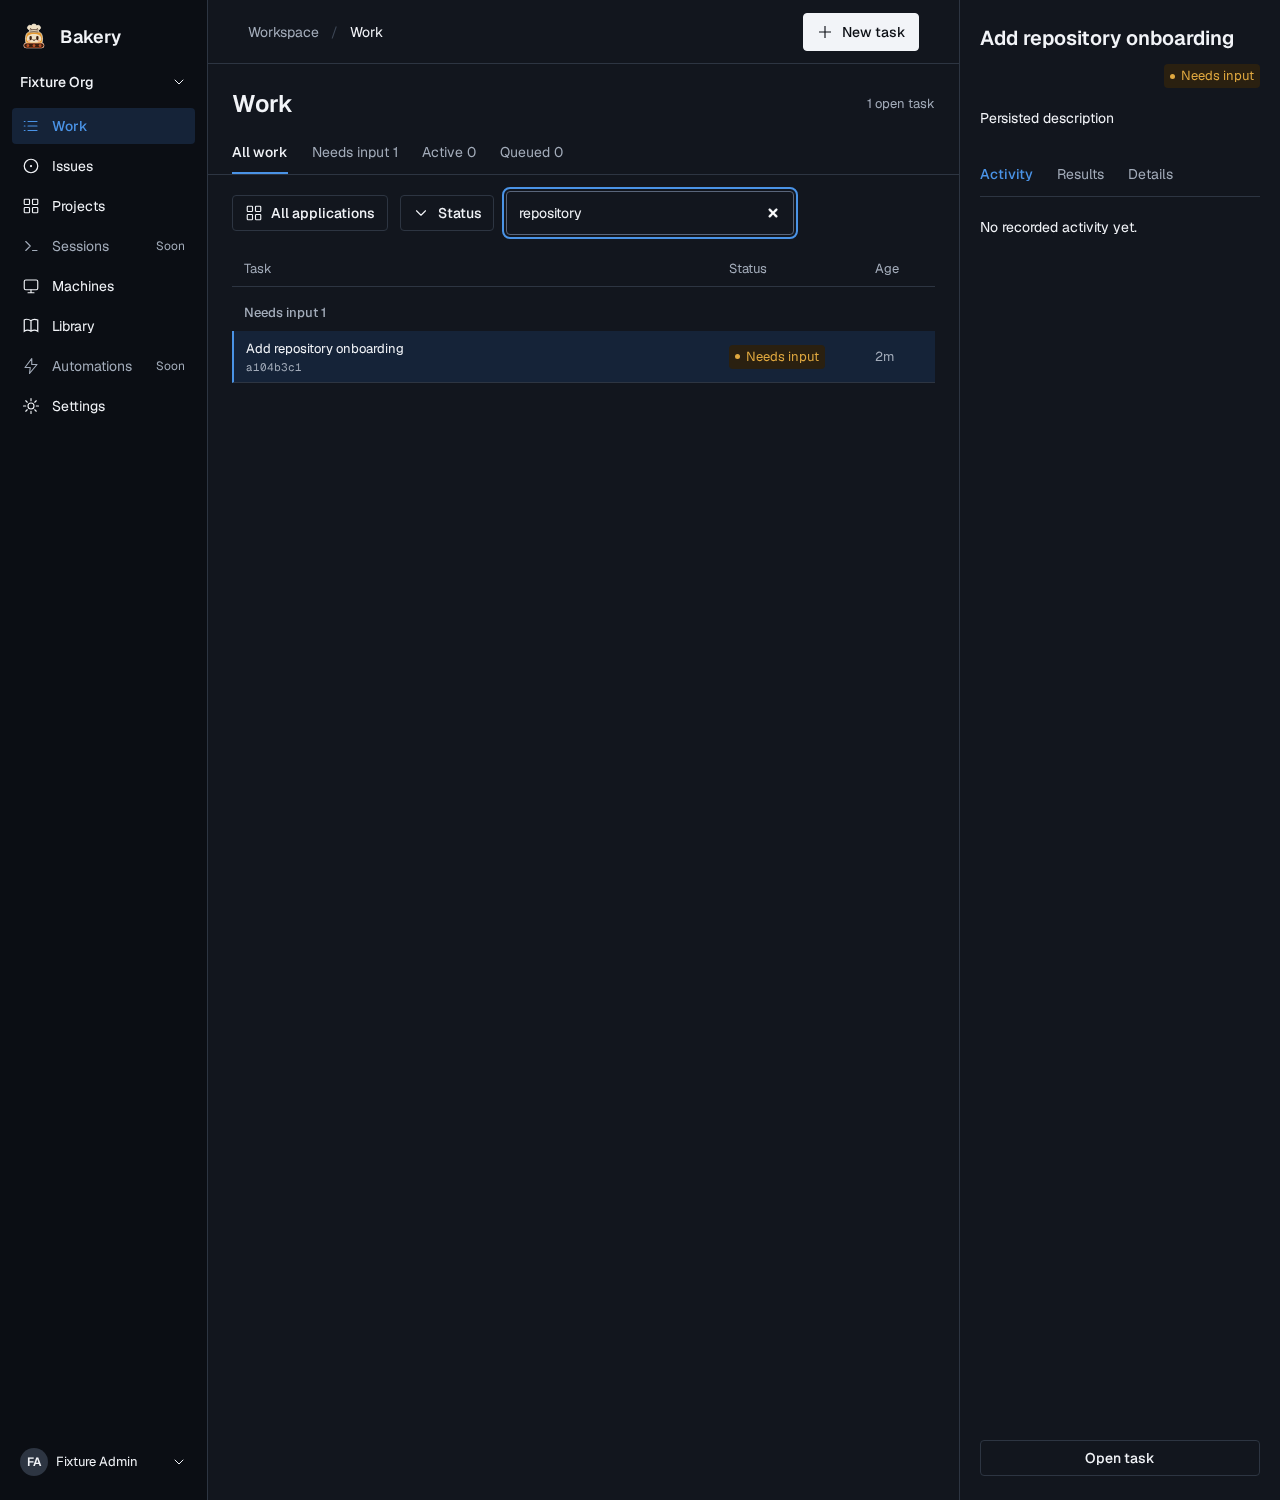 Bakery
Fixture Org
Work
Issues
Projects
Sessions Soon
Machines
Library
Automations Soon
Settings
FA Fixture Admin
Workspace / Work
New task
Work
1 open task
All work Needs input 1 Active 0 Queued 0
All applications Status repository
Task Status Age
Needs input 1
Add repository onboarding
a104b3c1
Needs input 2m
Add repository onboarding
Needs input
Persisted description
Activity Results Details
No recorded activity yet.
Open task